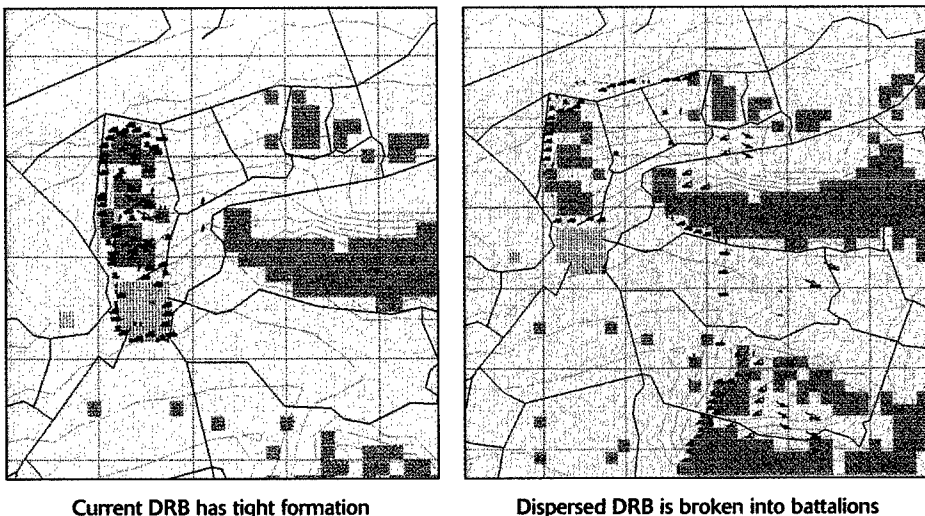 Current DRB has tight formation
Dispersed DRB is broken into battalions